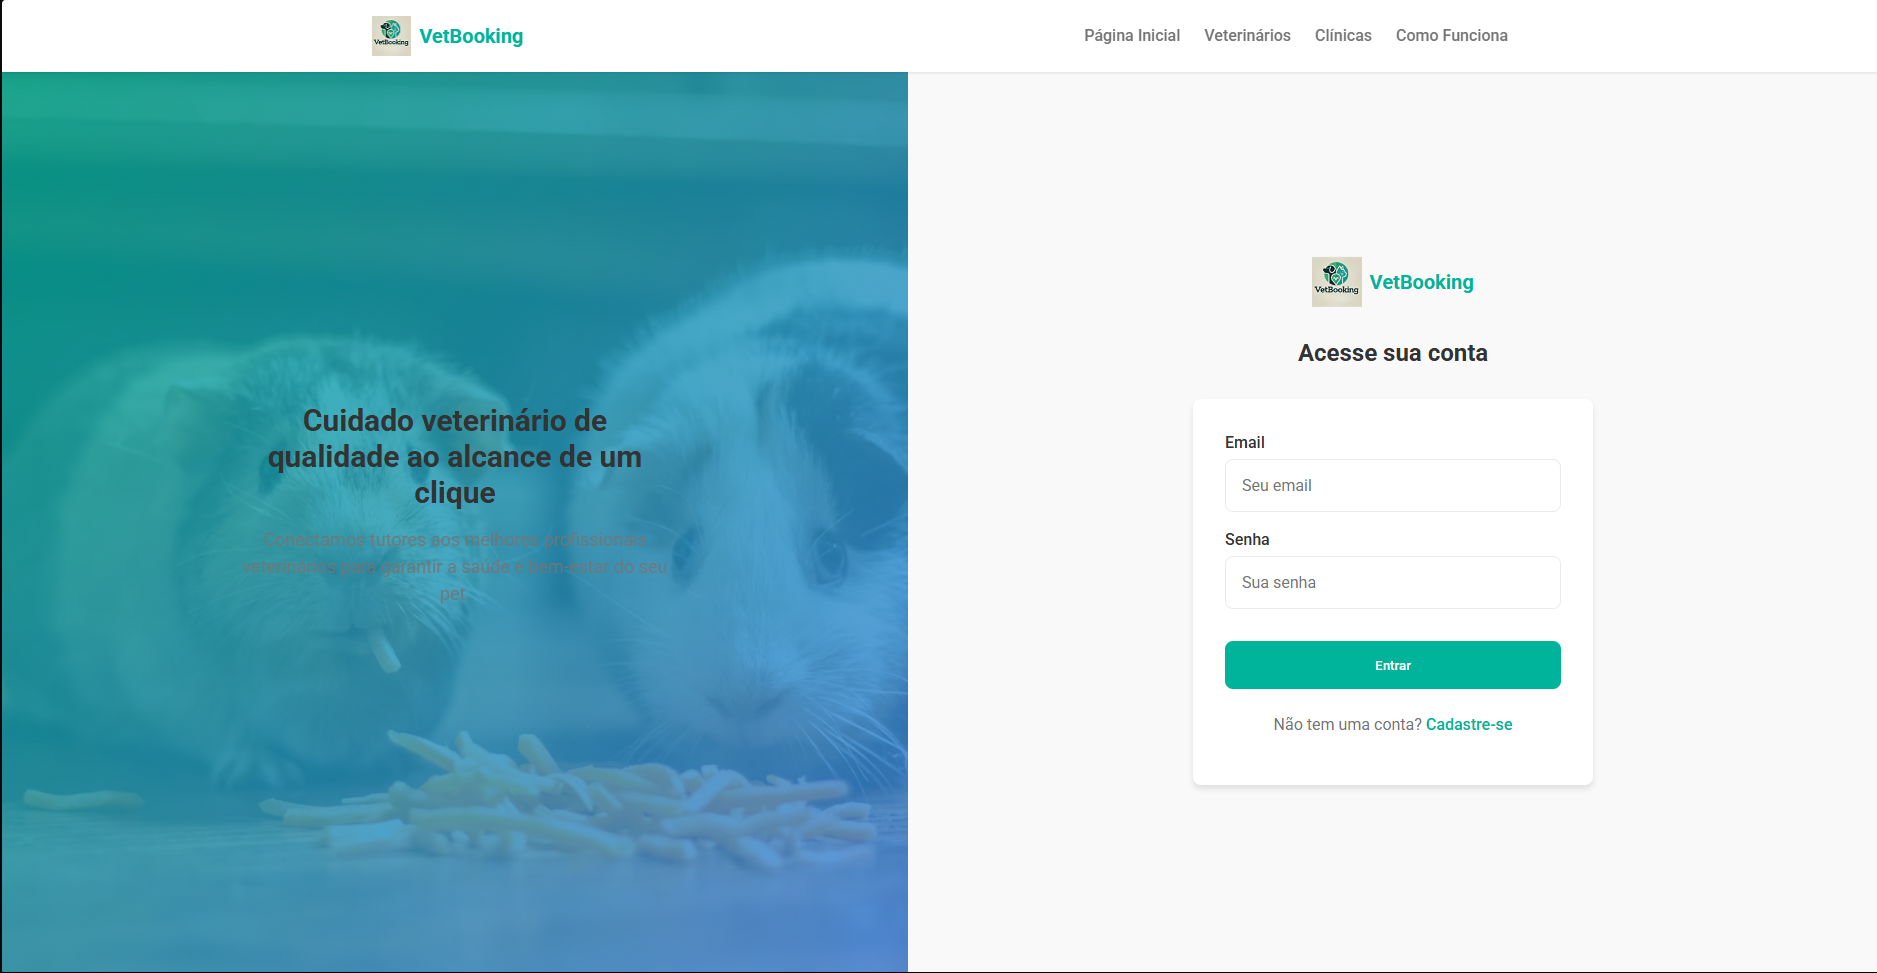 VetBooking VetBooking Página Inicial Veterinários Clínicas Como Funciona
Cuidado veterinário de
qualidade ao alcance de um
clique
Conectamos tutores aos melhores profissionais
veterinários para garantir a saúde e bem-estar do seu
pet.
VetBooking VetBooking
Acesse sua conta
Email
Seu email
Senha
Sua senha
Entrar
Não tem uma conta? Cadastre-se